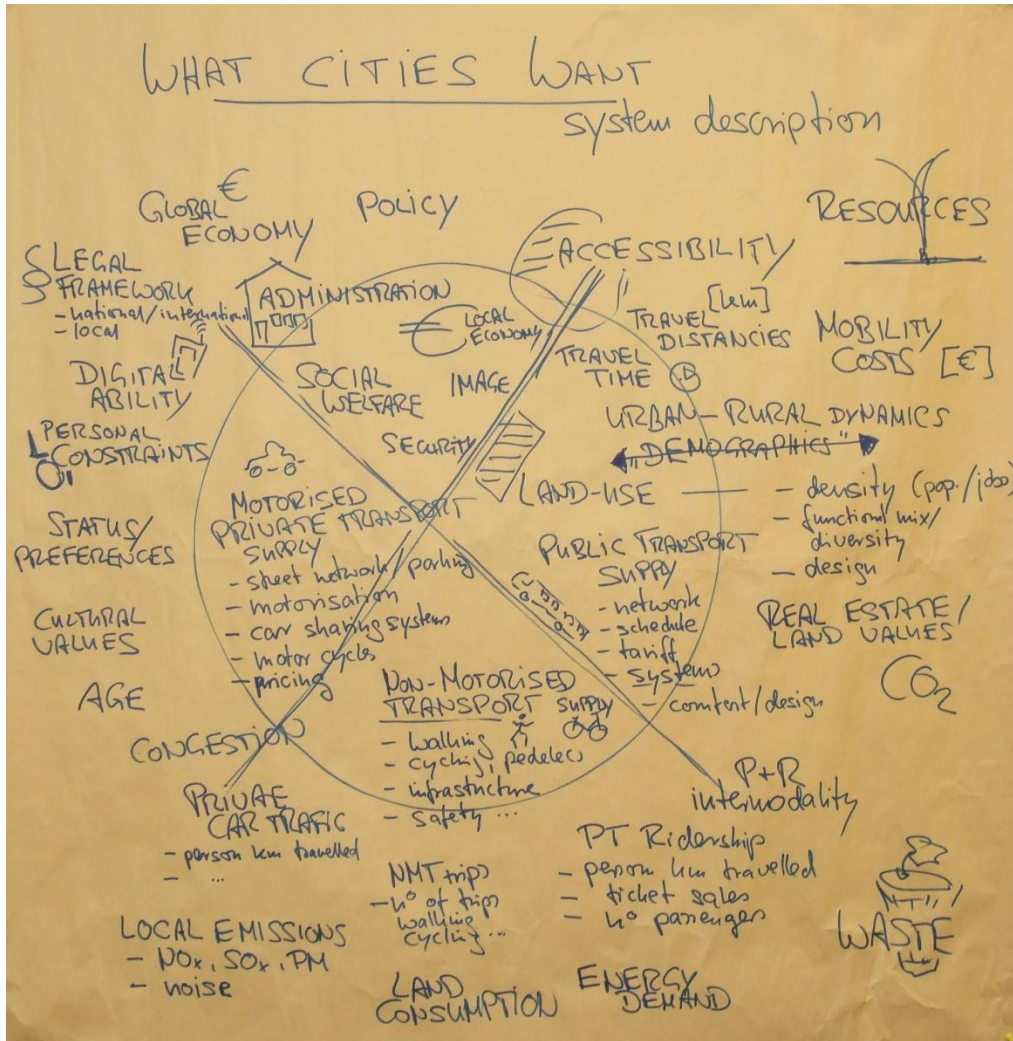 WHAT CITIES WANT
system description
GLOBAL €
ECONOMY
POLICY
RESOURCES
§ LEGAL
FRAMEWORK
- national/international
- local
ADMINISTRATION
€ LOCAL
ECONOMY
ACCESSIBILITY
[km]
TRAVEL
DISTANCES
MOBILITY
COSTS [€]
DIGITAL
ABILITY
SOCIAL
WELFARE
IMAGE
TRAVEL
TIME
URBAN-RURAL DYNAMICS
"DEMOGRAPHICS"
PERSONAL
CONSTRAINTS
SECURITY
LAND-USE
- density (pop./jobs)
- functional mix/
diversity
- design
STATUS/
PREFERENCES
MOTORISED
PRIVATE TRANSPORT
SUPPLY
- street network/parking
- motorisation
- car sharing systems
- motor cycles
- pricing
PUBLIC TRANSPORT
SUPPLY
- network
- schedule
- tariff
- systems
- comfort/design
REAL ESTATE/
LAND VALUES
CO2
CULTURAL
VALUES
AGE
NON-MOTORISED
TRANSPORT SUPPLY
- walking
- cycling, pedelecs
- infrastructure
- safety ...
CONGESTION
P+R
intermodality
PRIVATE
CAR TRAFIC
- person km travelled
- ...
NMT trips
- n° of trips
walking
cycling ...
PT Ridership
- person km travelled
- ticket sales
- n° passenger
WASTE
LOCAL EMISSIONS
- NOx, SOx, PM
- noise
LAND
CONSUMPTION
ENERGY
DEMAND